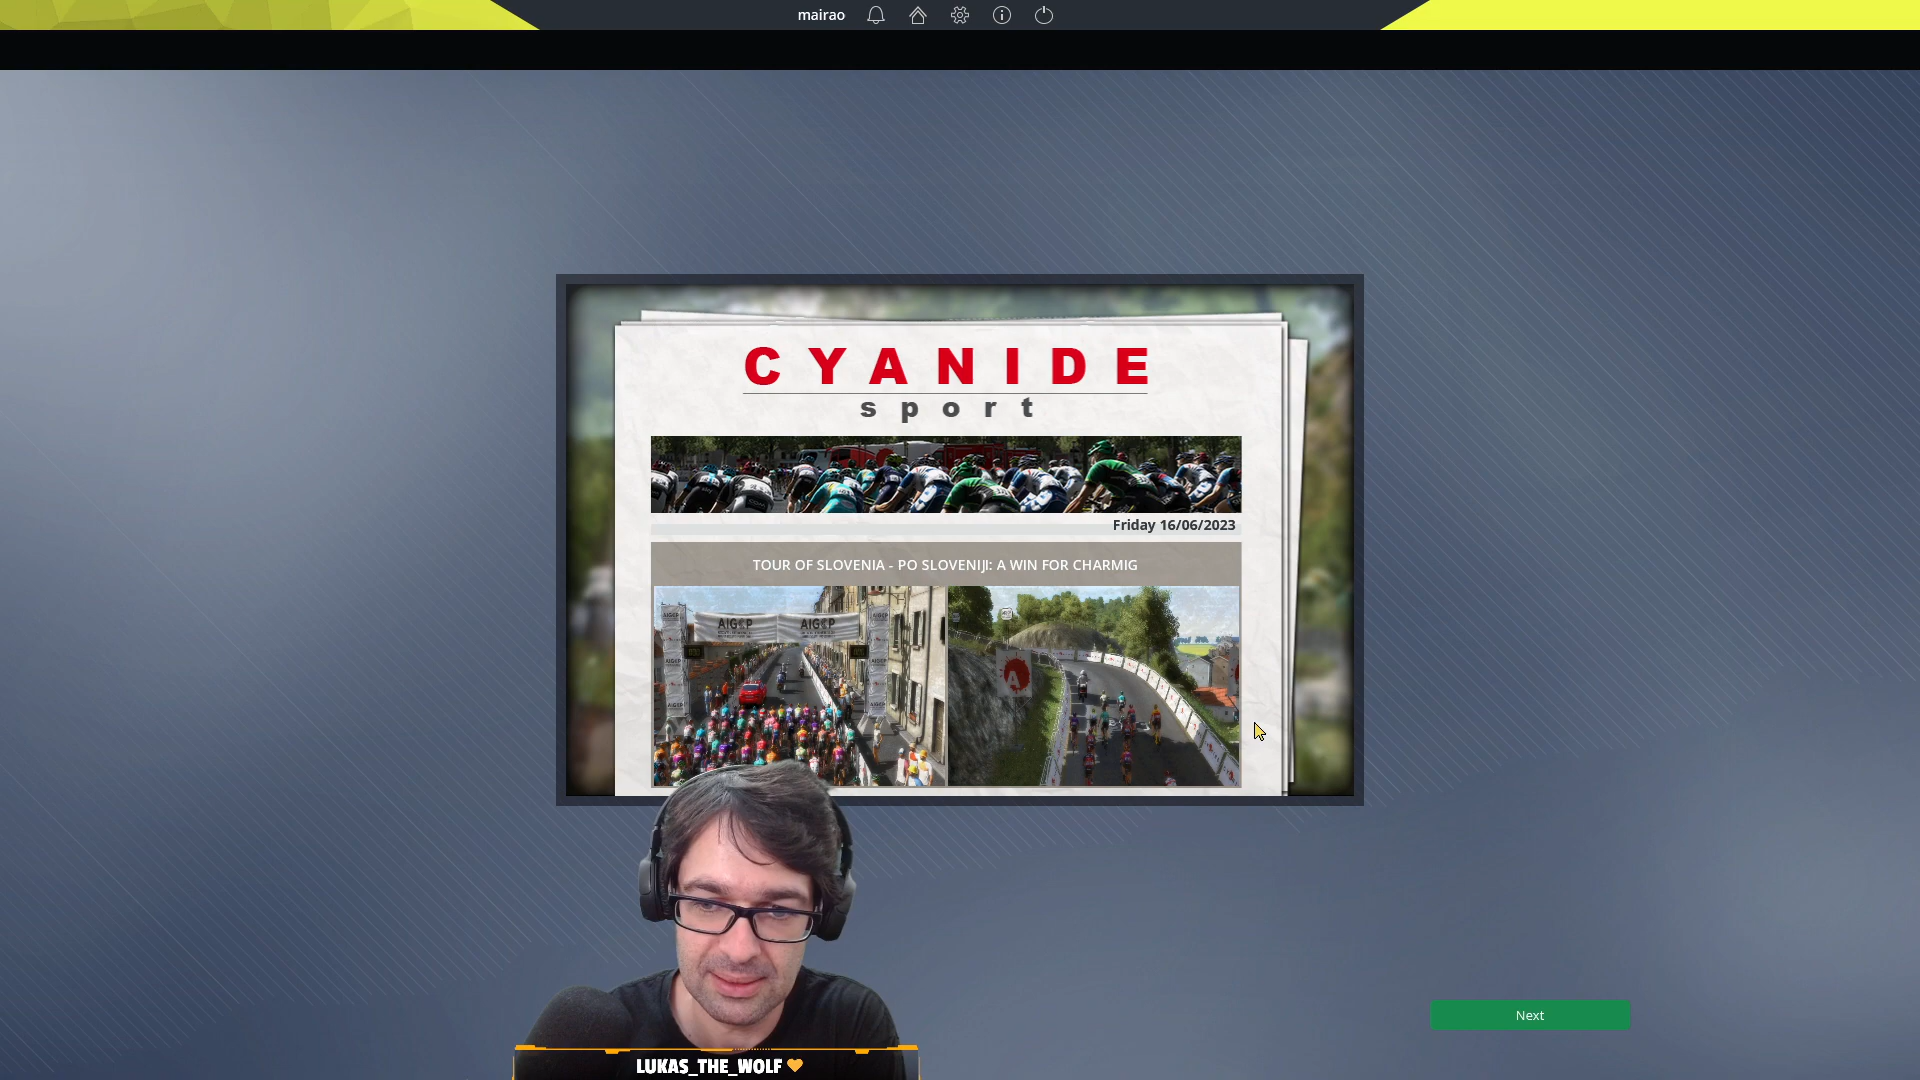 mairao
CYANIDE
sport
Friday 16/06/2023
TOUR OF SLOVENIA - PO SLOVENIJI: A WIN FOR CHARMIG
AIGCP AIGCP
A
Next
LUKAS_THE_WOLF